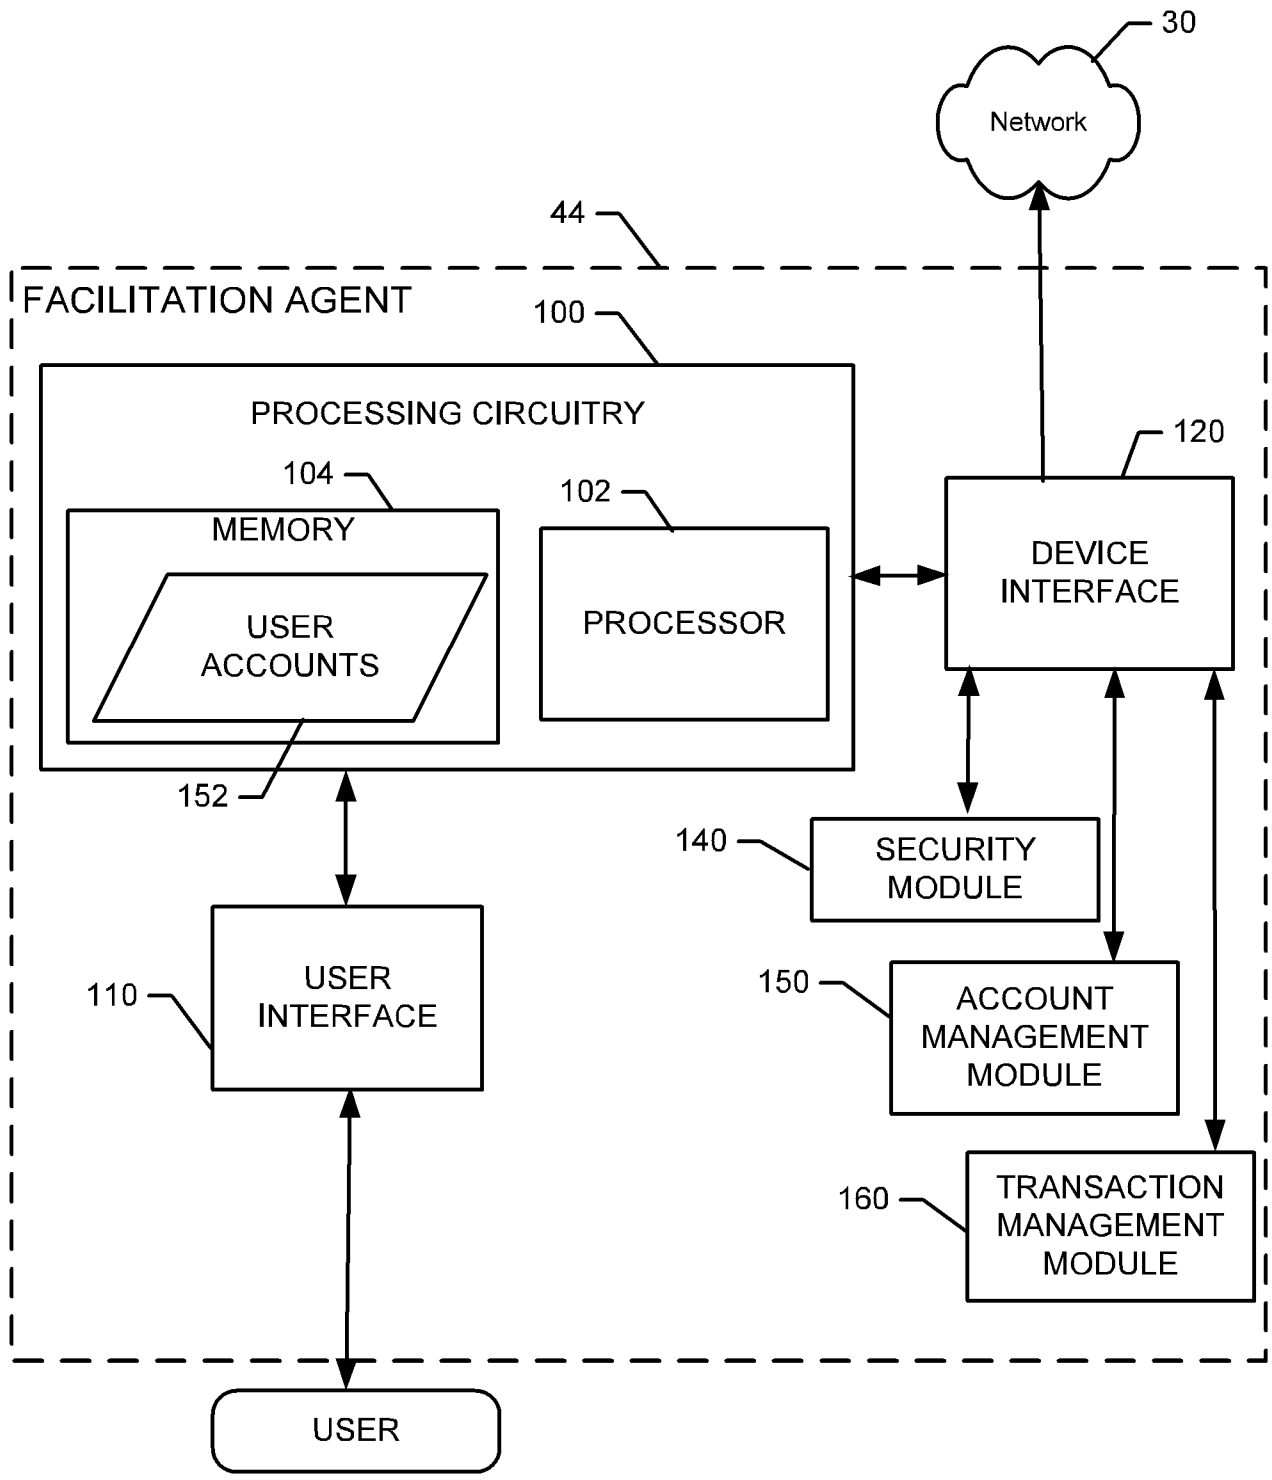 30
Network
44
FACILITATION AGENT
100
PROCESSING CIRCUITRY
120
104
102
MEMORY
DEVICE
INTERFACE
USER
ACCOUNTS
PROCESSOR
152
140
SECURITY
MODULE
110
USER
INTERFACE
150
ACCOUNT
MANAGEMENT
MODULE
160
TRANSACTION
MANAGEMENT
MODULE
USER